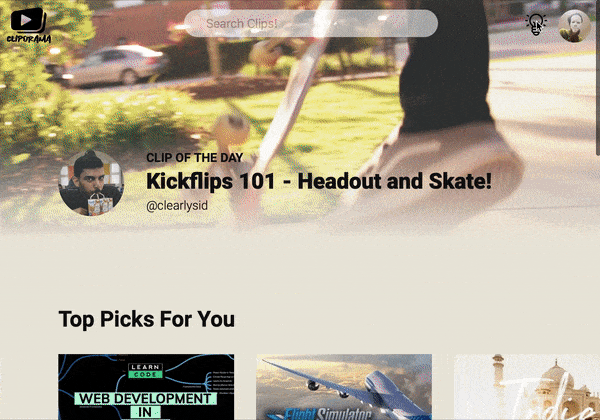 CLIPORAMA
Search Clips!
CLIP OF THE DAY
Kickflips 101 - Headout and Skate!
@clearlysid
Top Picks For You
LEARN
CODE
WEB DEVELOPMENT
IN
Flight Simulator